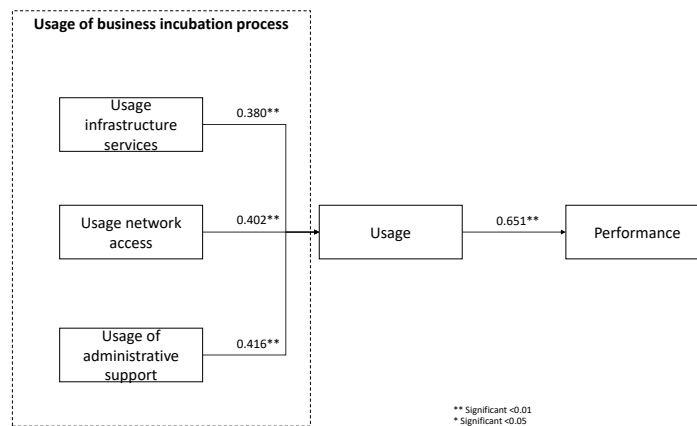 Usage of business incubation process
Usage
infrastructure
services
0.380**
Usage network
access
0.402**
Usage
0.651**
Performance
Usage of
administrative
support
0.416**
** Significant <0.01
* Significant <0.05